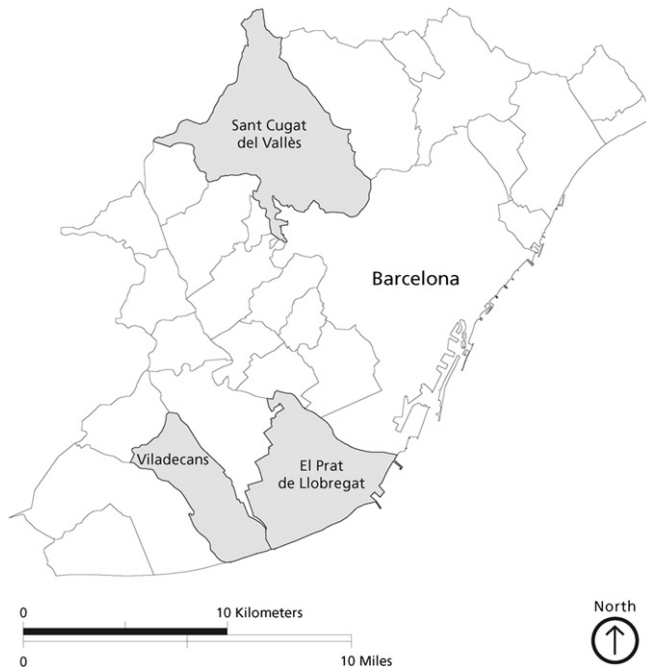 Sant Cugat
del Vallès
Barcelona
Viladecans
El Prat
de Llobregat
0 10 Kilometers
0 10 Miles
North